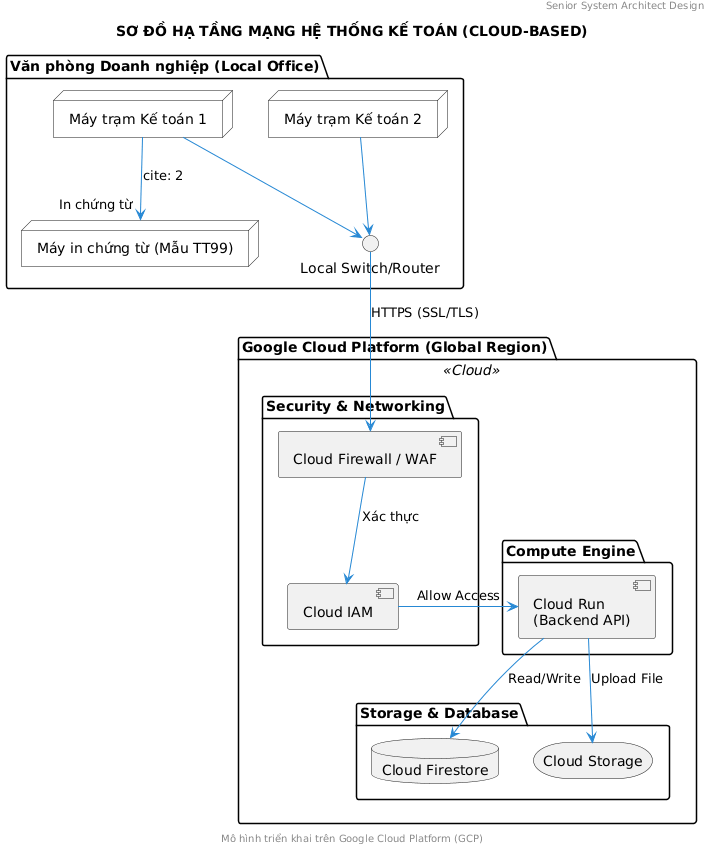 Senior System Architect Design
SƠ ĐỒ HẠ TẦNG MẠNG HỆ THỐNG KẾ TOÁN (CLOUD-BASED)
Văn phòng Doanh nghiệp (Local Office)
Máy trạm Kế toán 1
Máy trạm Kế toán 2
cite: 2
In chứng từ
Máy in chứng từ (Mẫu TT99)
Local Switch/Router
HTTPS (SSL/TLS)
Google Cloud Platform (Global Region)
«Cloud»
Security & Networking
Cloud Firewall / WAF
Xác thực
Compute Engine
Cloud IAM
Allow Access
Cloud Run
(Backend API)
Read/Write
Upload File
Storage & Database
Cloud Firestore
Cloud Storage
Mô hình triển khai trên Google Cloud Platform (GCP)